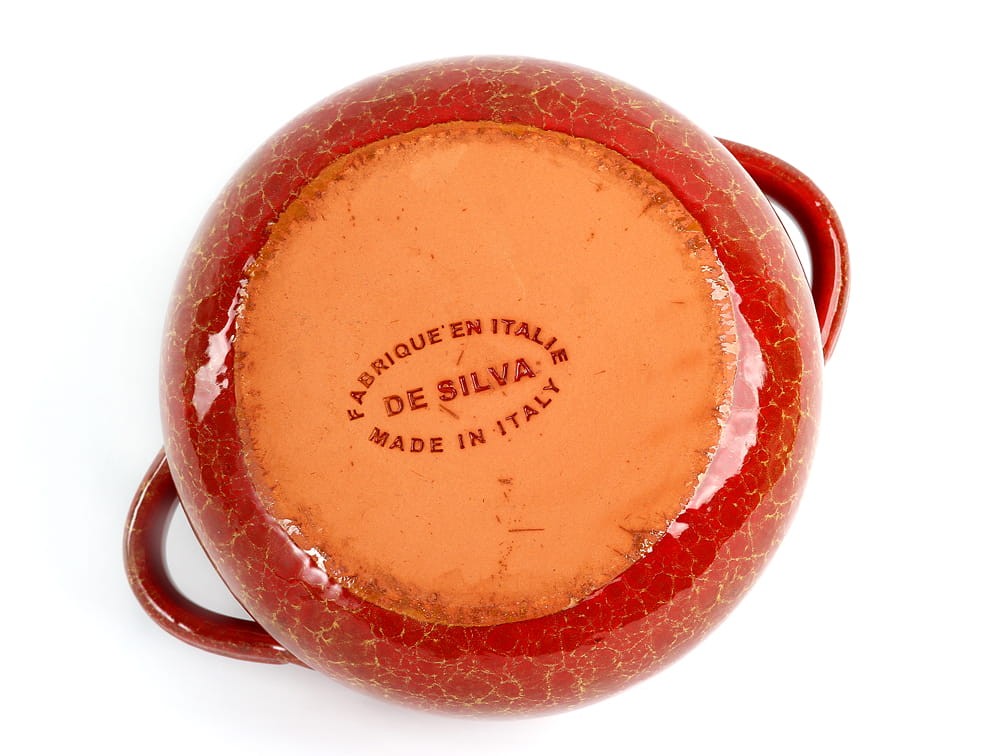 FABRIQUE EN ITALIE
DE SILVA
MADE IN ITALY